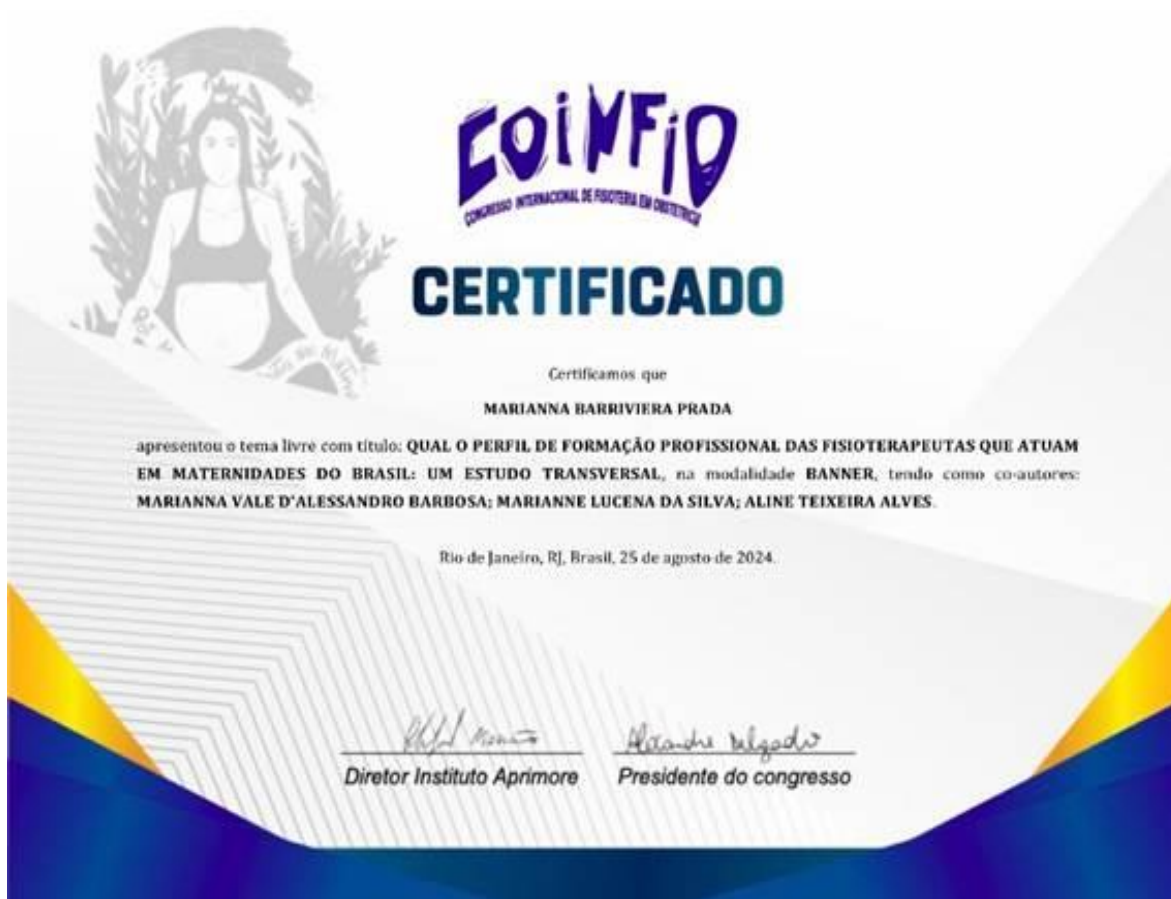 COINFIO
CONGRESSO INTERNACIONAL DE FISIOTERIA EM OBSTETRÍCIA
CERTIFICADO
Certificamos que
MARIANNA BARRIVIERA PRADA
apresentou o tema livre com título: QUAL O PERFIL DE FORMAÇÃO PROFISSIONAL DAS FISIOTERAPEUTAS QUE ATUAM
EM MATERNIDADES DO BRASIL: UM ESTUDO TRANSVERSAL, na modalidade BANNER, tendo como co-autores:
MARIANNA VALE D'ALESSANDRO BARBOSA; MARIANNE LUCENA DA SILVA; ALINE TEIXEIRA ALVES.
Rio de Janeiro, RJ, Brasil, 25 de agosto de 2024.
Alexandre Delgado
Diretor Instituto Aprimore
Presidente do congresso